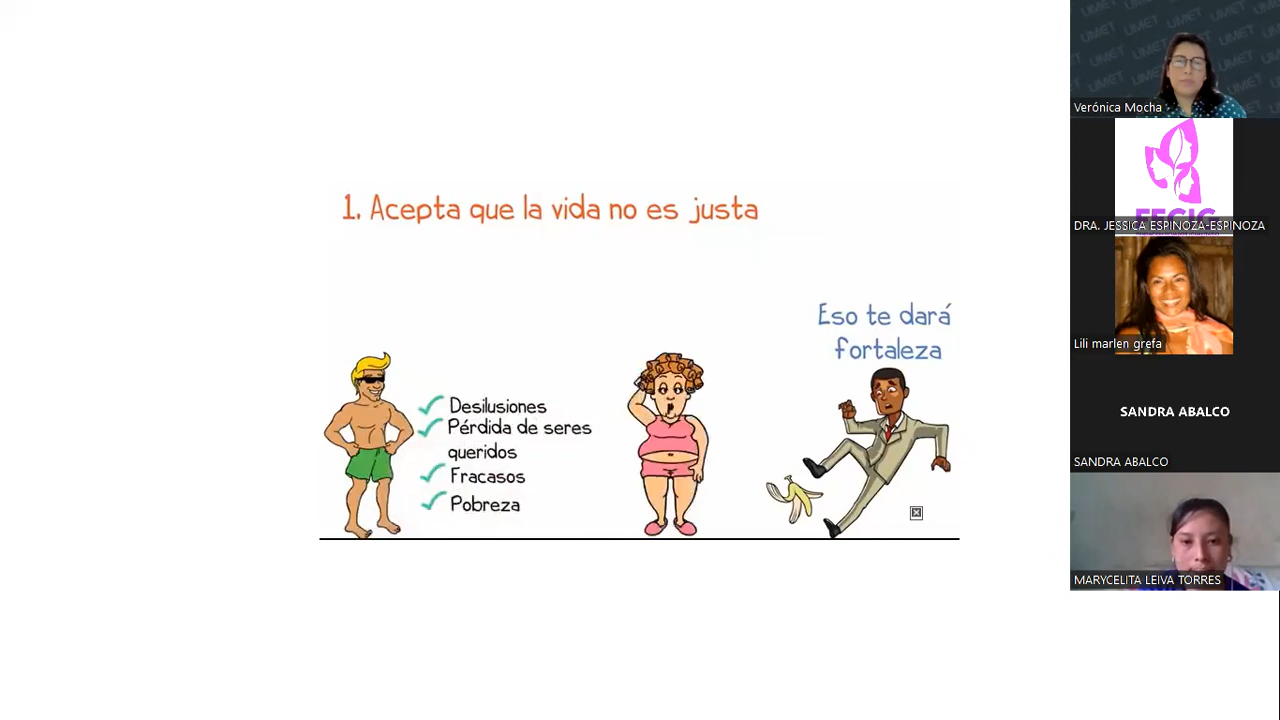 1. Acepta que la vida no es justa
Eso te dará
fortaleza
Desilusiones
Pérdida de seres
queridos
Fracasos
Pobreza
UMET
Verónica Mocha
DRA. JESSICA ESPINOZA-ESPINOZA
Lili marlen grefa
SANDRA ABALCO
SANDRA ABALCO
MARYCELITA LEIVA TORRES